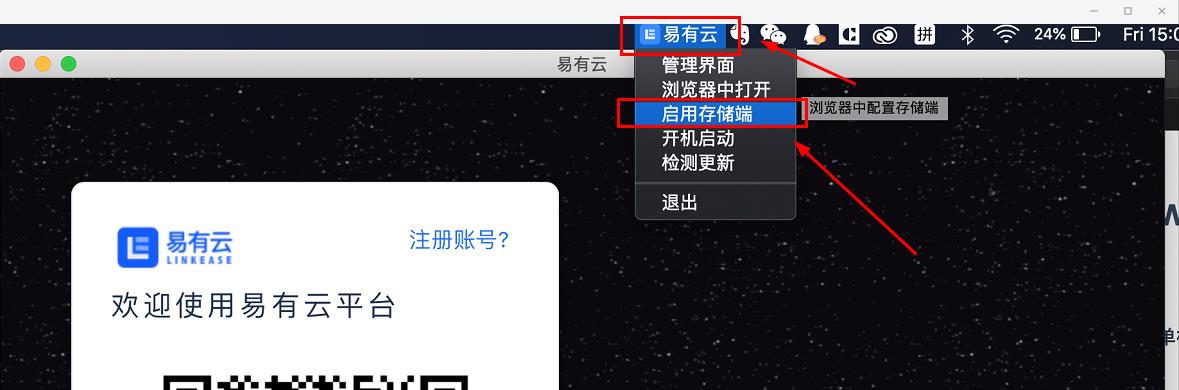 易有云
拼
24%
Fri 15:0
易有云
管理界面
浏览器中打开
启用存储端
浏览器中配置存储端
开机启动
检测更新
退出
易有云
LINKEASE
注册账号?
欢迎使用易有云平台